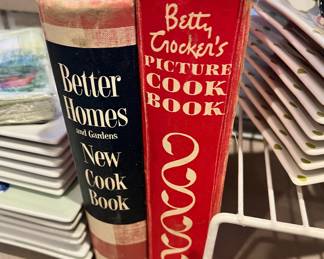 Better
Homes
and Gardens
New
Cook
Book
Betty
Crocker's
PICTURE
COOK
BOOK